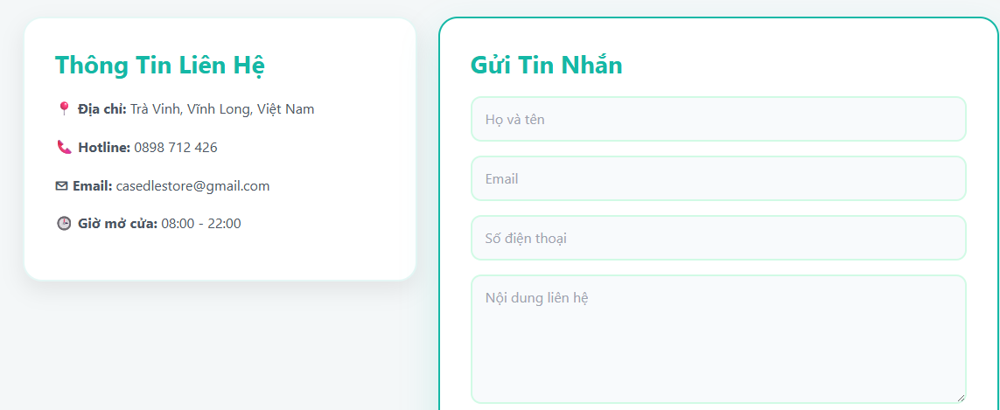 Thông Tin Liên Hệ
📍 Địa chỉ: Trà Vinh, Vĩnh Long, Việt Nam
📞 Hotline: 0898 712 426
✉ Email: casedlestore@gmail.com
🕒 Giờ mở cửa: 08:00 - 22:00
Gửi Tin Nhắn
Họ và tên
Email
Số điện thoại
Nội dung liên hệ